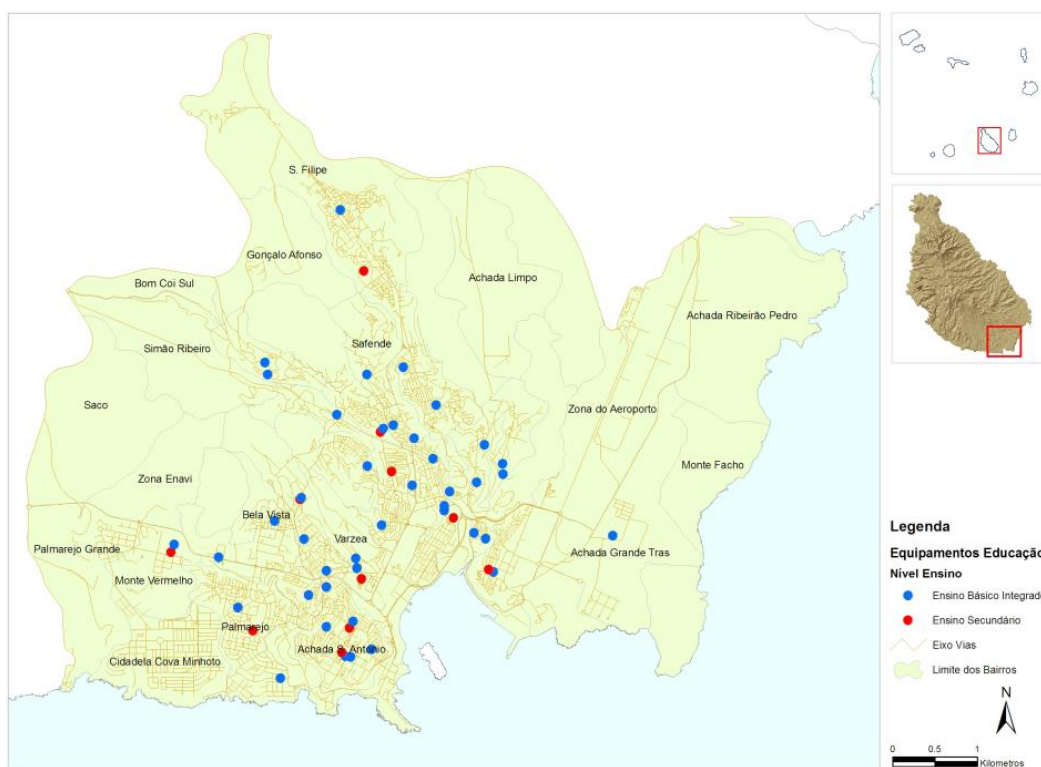 S. Filipe
Gonçalo Afonso
Achada Limpo
Bom Coi Sul
Achada Ribeirão Pedro
Simão Ribeiro
Safende
Saco
Zona do Aeroporto
Monte Facho
Zona Enavi
Bela Vista
Varzea
Palmarejo Grande
Achada Grande Tras
Monte Vermelho
Palmarejo
Achada S. António
Cidadela Cova Minhoto
Legenda
Equipamentos Educação
Nível Ensino
Ensino Básico Integrad
Ensino Secundário
Eixo Vias
Limite dos Bairros
N
0 0.5 1
Kilometros